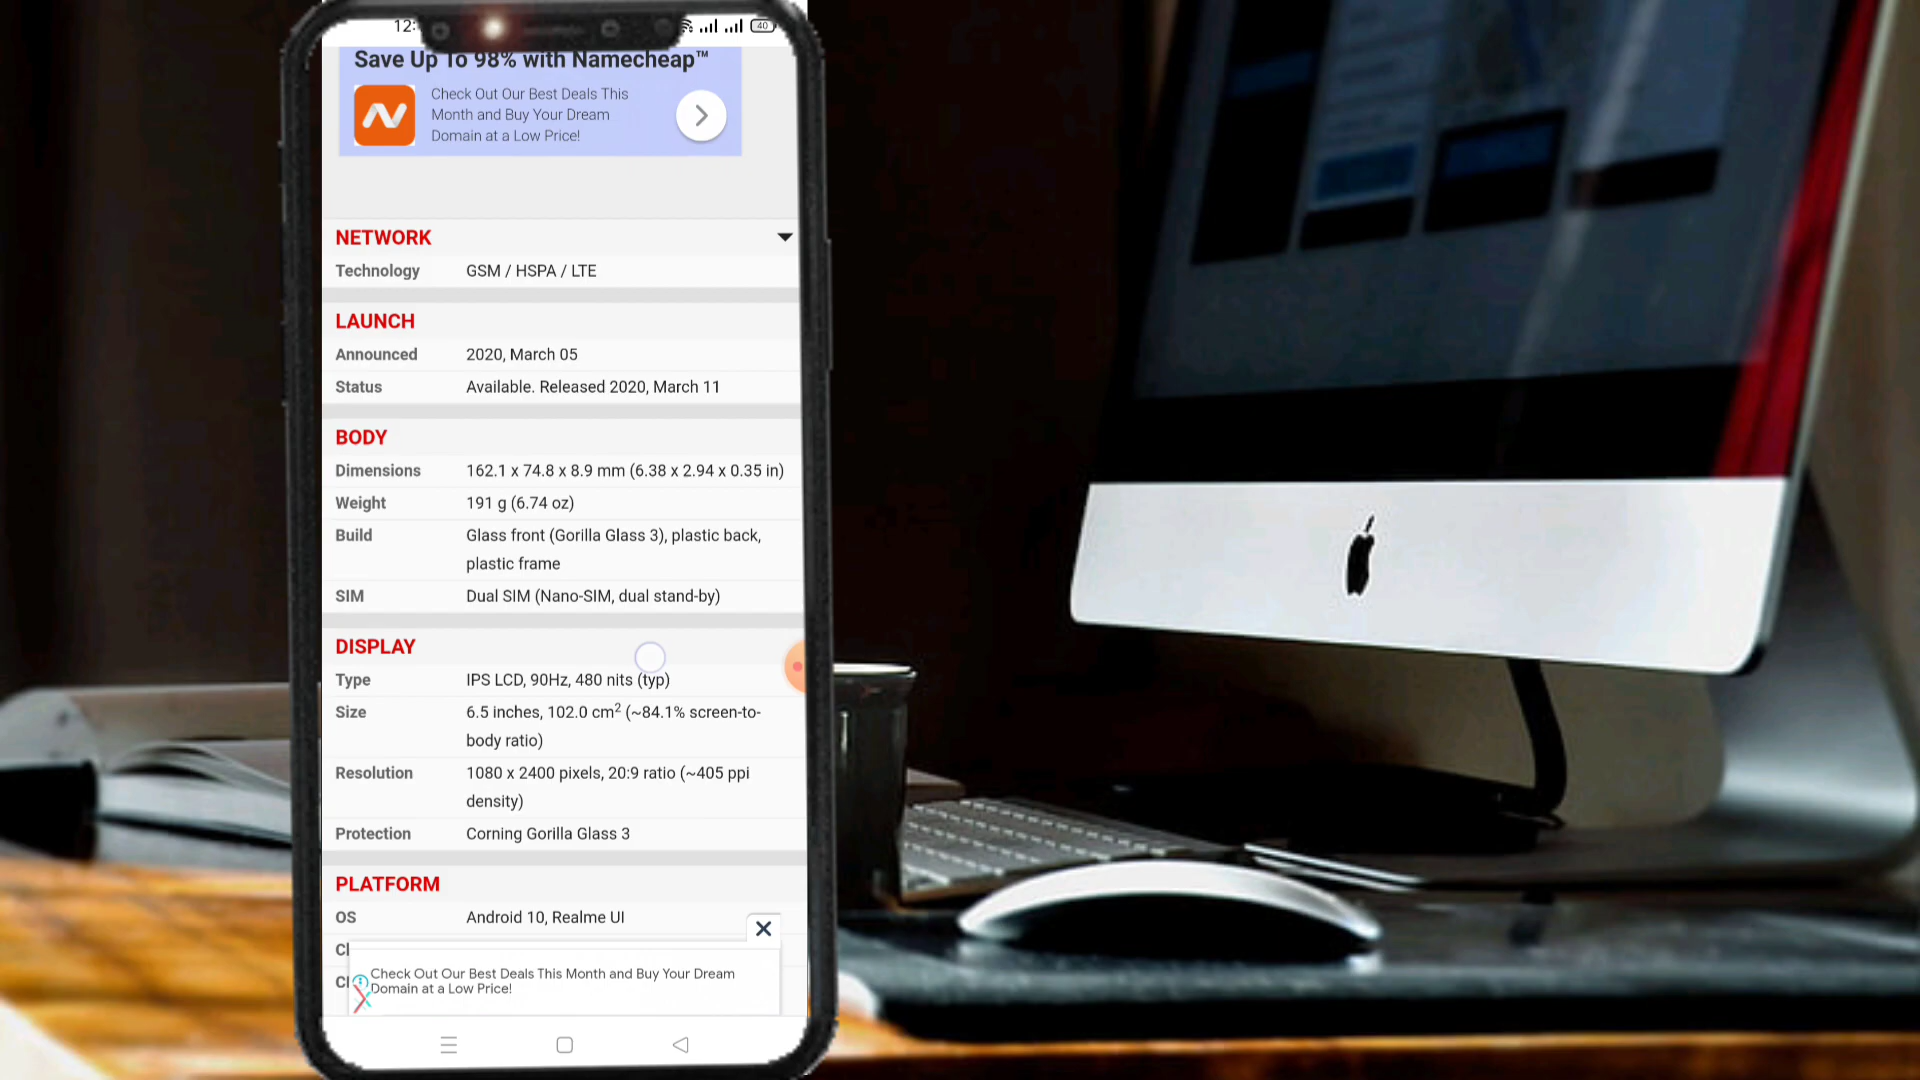 12:
40
Save Up To 98% with Namecheap™
Check Out Our Best Deals This
Month and Buy Your Dream
Domain at a Low Price!
NETWORK
Technology GSM / HSPA / LTE
LAUNCH
Announced 2020, March 05
Status Available. Released 2020, March 11
BODY
Dimensions 162.1 x 74.8 x 8.9 mm (6.38 x 2.94 x 0.35 in)
Weight 191 g (6.74 oz)
Build Glass front (Gorilla Glass 3), plastic back,
plastic frame
SIM Dual SIM (Nano-SIM, dual stand-by)
DISPLAY
Type IPS LCD, 90Hz, 480 nits (typ)
Size 6.5 inches, 102.0 cm² (~84.1% screen-to-
body ratio)
Resolution 1080 x 2400 pixels, 20:9 ratio (~405 ppi
density)
Protection Corning Gorilla Glass 3
PLATFORM
OS Android 10, Realme UI
Check Out Our Best Deals This Month and Buy Your Dream
Domain at a Low Price!